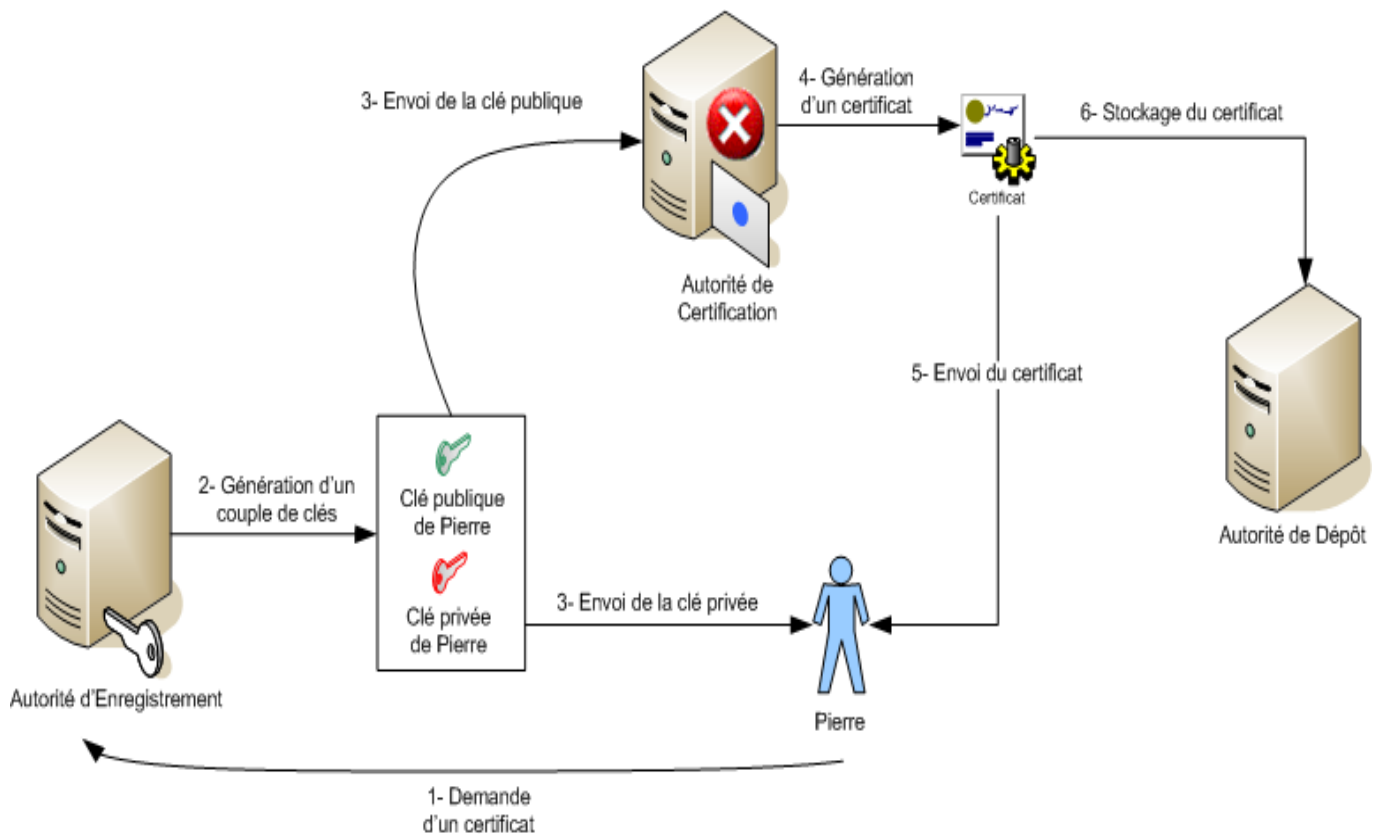 3- Envoi de la clé publique
4- Génération
d'un certificat
6- Stockage du certificat
Certificat
Autorité de
Certification
5- Envoi du certificat
2- Génération d'un
couple de clés
Clé publique
de Pierre
Clé privée
de Pierre
3- Envoi de la clé privée
Autorité de Dépôt
Autorité d'Enregistrement
Pierre
1- Demande
d'un certificat